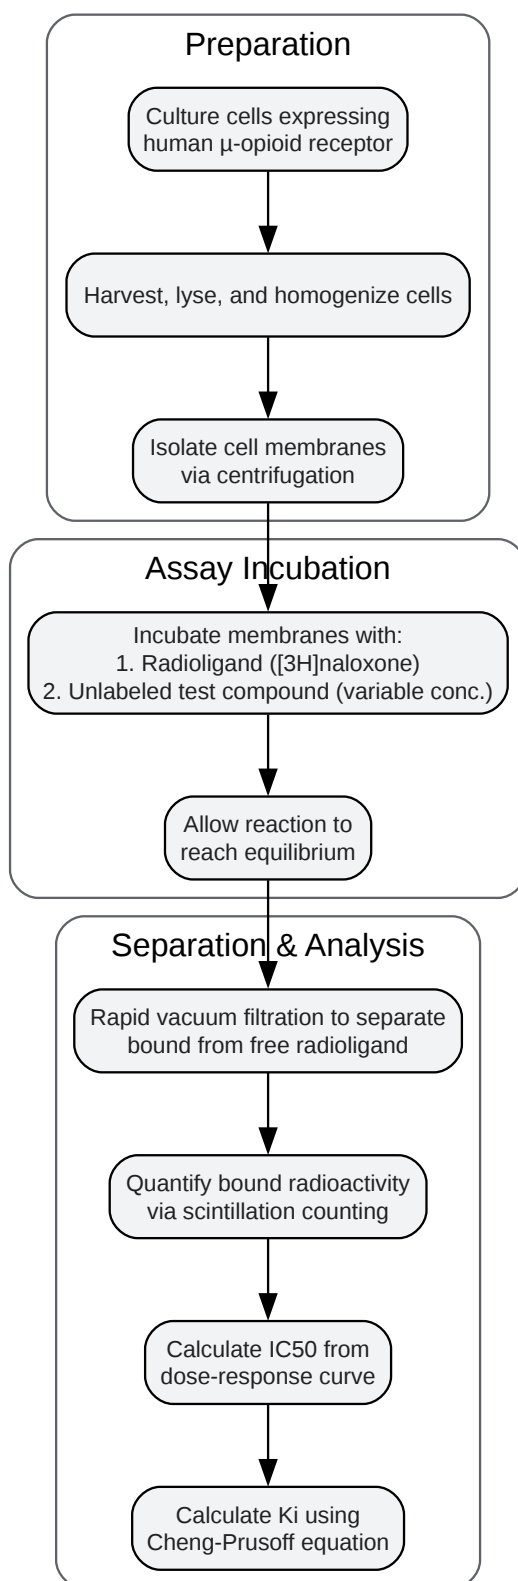 Preparation
Culture cells expressing
human µ-opioid receptor
Harvest, lyse, and homogenize cells
Isolate cell membranes
via centrifugation
Assay Incubation
Incubate membranes with:
1. Radioligand ([3H]naloxone)
2. Unlabeled test compound (variable conc.)
Allow reaction to
reach equilibrium
Separation & Analysis
Rapid vacuum filtration to separate
bound from free radioligand
Quantify bound radioactivity
via scintillation counting
Calculate IC50 from
dose-response curve
Calculate Ki using
Cheng-Prusoff equation